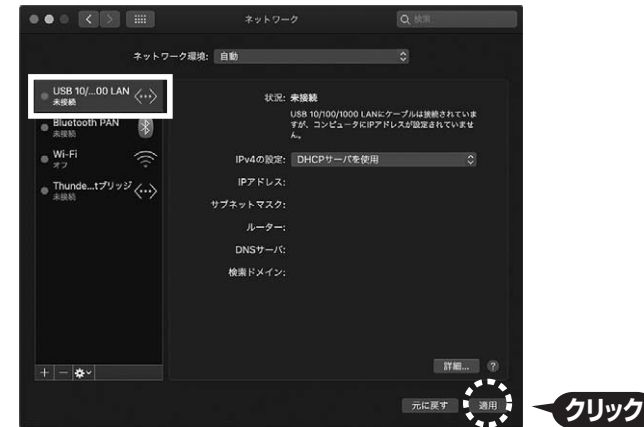 ネットワーク
検索
ネットワーク環境: 自動
USB 10/...00 LAN
未接続
Bluetooth PAN
未接続
Wi-Fi
オフ
Thunde...tブリッジ
未接続
状況: 未接続
USB 10/100/1000 LANにケーブルは接続されていま
すが、コンピュータにIPアドレスが設定されていませ
ん。
IPv4の設定: DHCPサーバを使用
IPアドレス:
サブネットマスク:
ルーター:
DNSサーバ:
検索ドメイン:
詳細... ?
元に戻す 適用
クリック